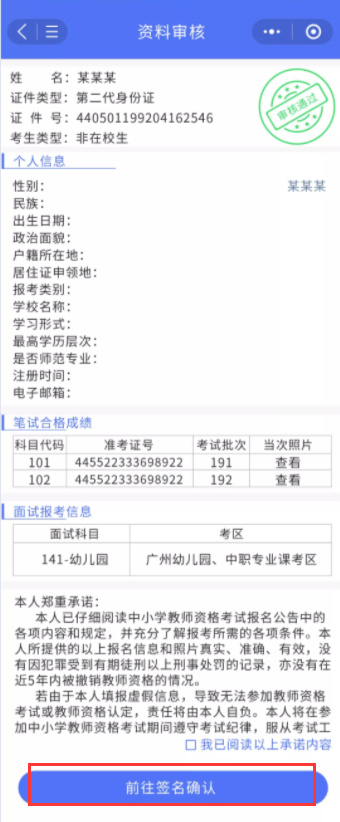 资料审核
姓 名：某某某
证件类型：第二代身份证
证 件 号：440501199204162546
考生类型：非在校生
审核通过
个人信息
性别： 某某某
民族：
出生日期：
政治面貌：
户籍所在地：
居住证申领地：
报考类别：
学校名称：
学习形式：
最高学历层次：
是否师范专业：
注册时间：
电子邮箱：
笔试合格成绩
科目代码 准考证号 考试批次 当次照片
101 445522333698922 191 查看
102 445522333698922 192 查看
面试报考信息
面试科目 考区
141-幼儿园 广州幼儿园、中职专业课考区
本人郑重承诺：
本人已仔细阅读中小学教师资格考试报名公告中的
各项内容和规定，并充分了解报考所需的各项条件。本
人所提供的以上报名信息和照片真实、准确、有效，没
有因犯罪受到有期徒刑以上刑事处罚的记录，亦没有在
近5年内被撤销教师资格的情况。
若由于本人填报虚假信息，导致无法参加教师资格
考试或教师资格认定，责任将由本人自负。本人将在参
加中小学教师资格考试期间遵守考试纪律，服从考试工
我已阅读以上承诺内容
前往签名确认